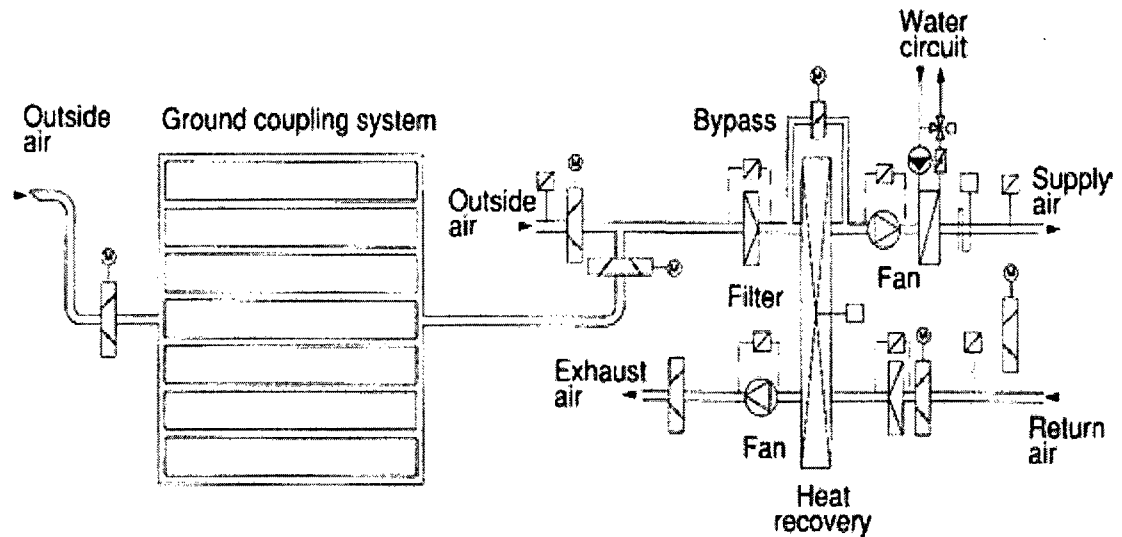 Water
circuit
Outside
air
Ground coupling system
Bypass
M
M
M
M
Outside
air
Supply
air
Filter
Fan
M
M
Exhaust
air
Fan
Return
air
Heat
recovery